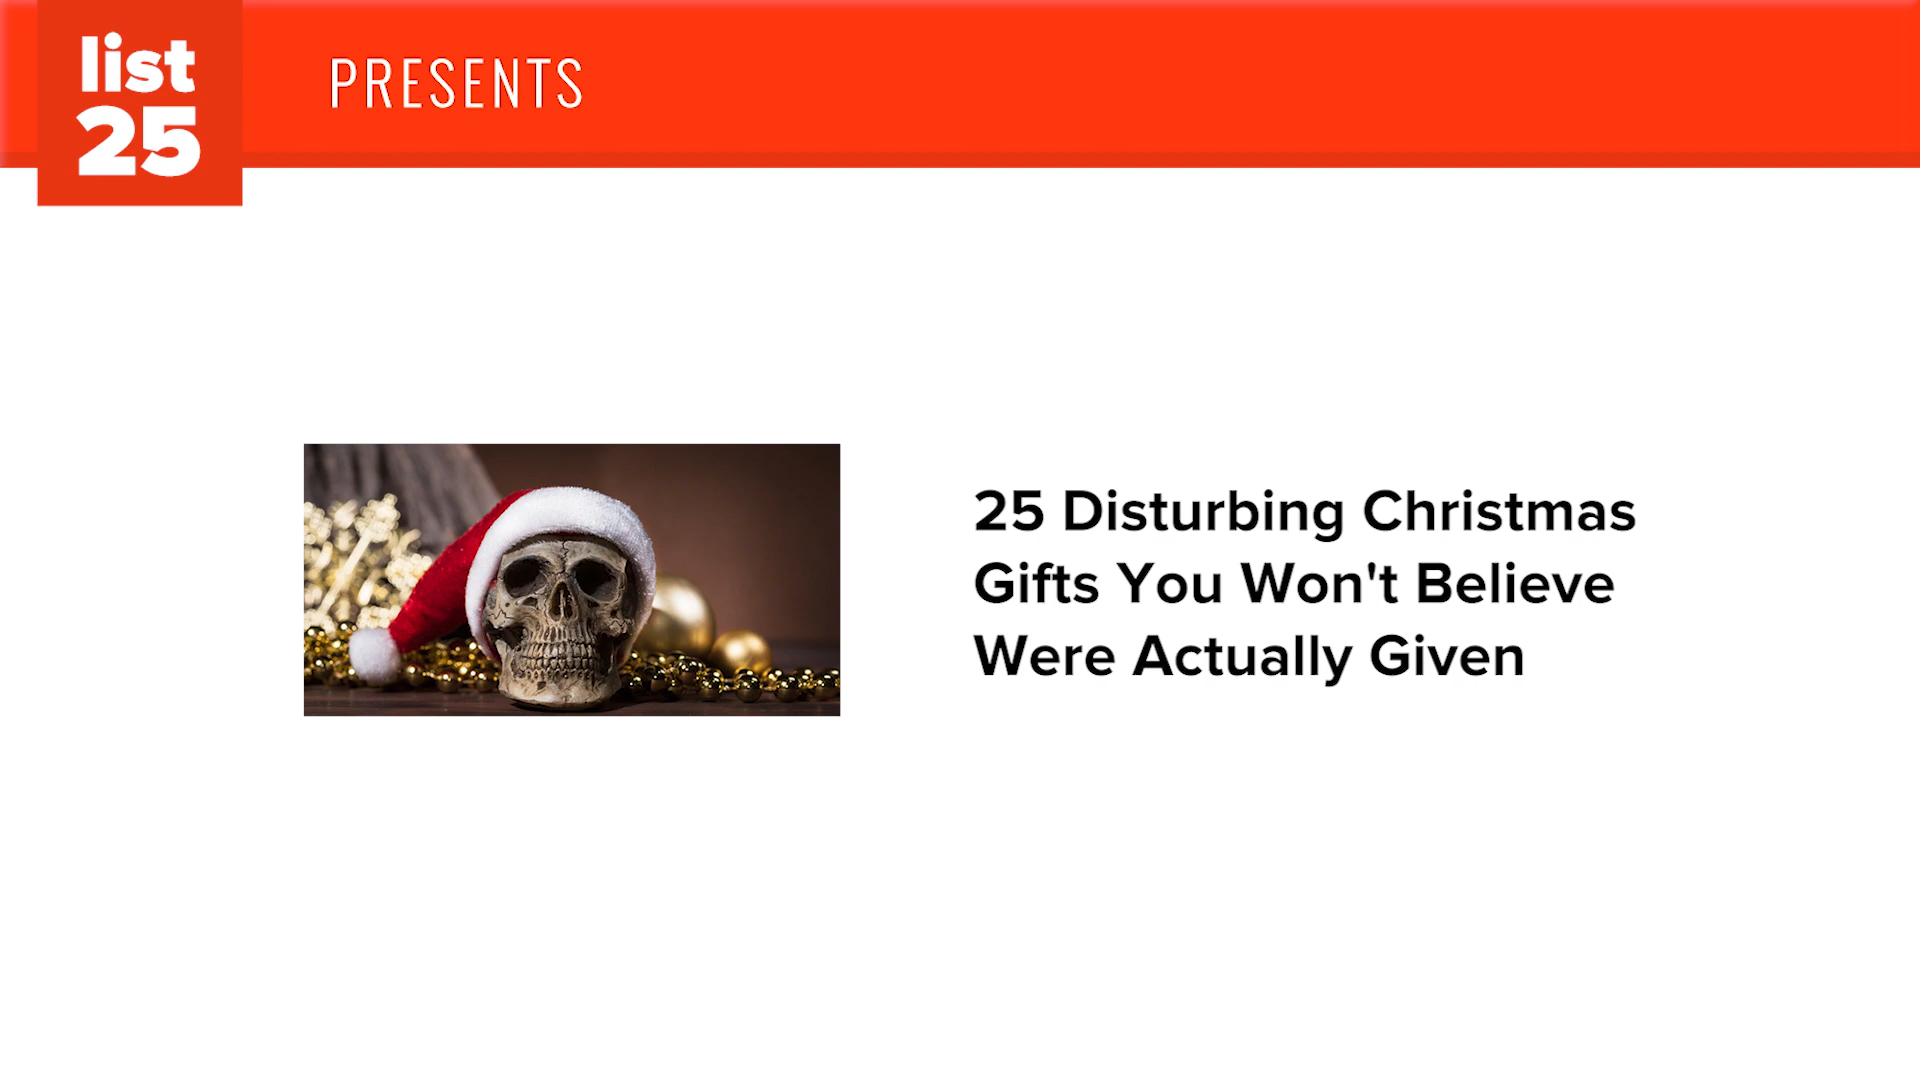 list
25
PRESENTS
25 Disturbing Christmas
Gifts You Won't Believe
Were Actually Given